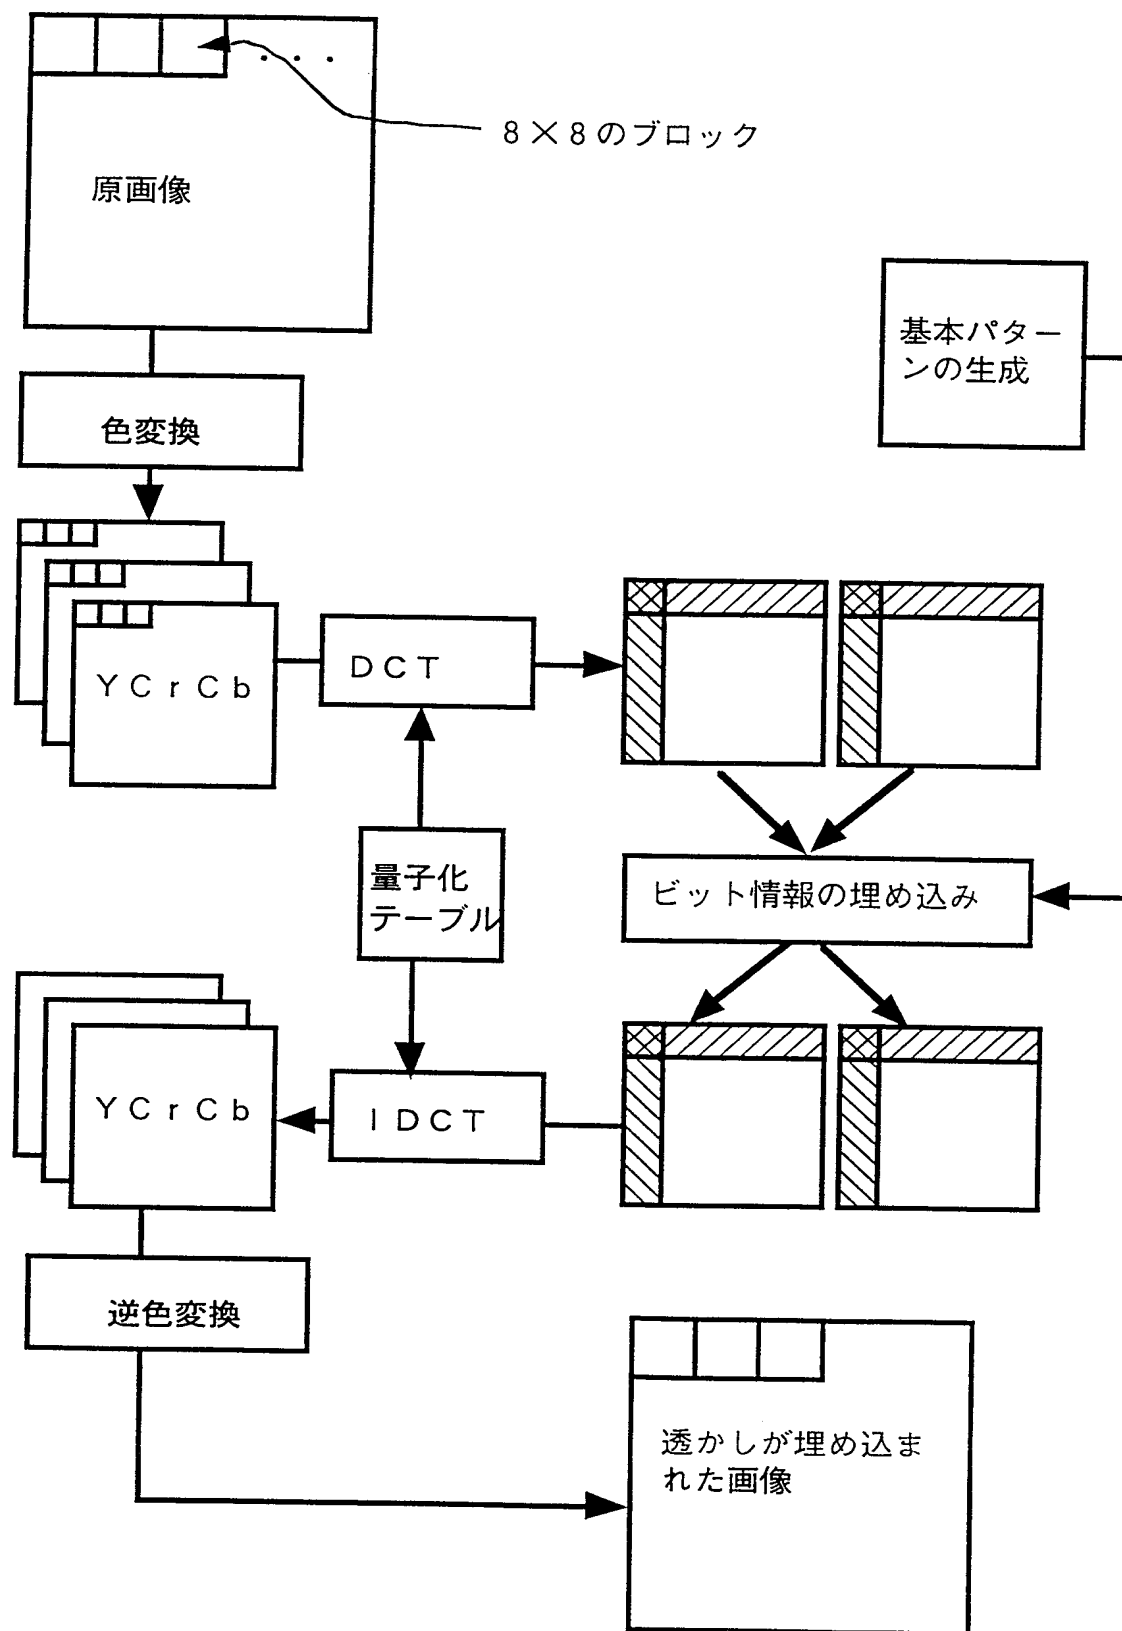 8×8のブロック
原画像
基本パター
ンの生成
色変換
YCrCb
DCT
量子化
テーブル
ビット情報の埋め込み
YCrCb
IDCT
逆色変換
透かしが埋め込ま
れた画像